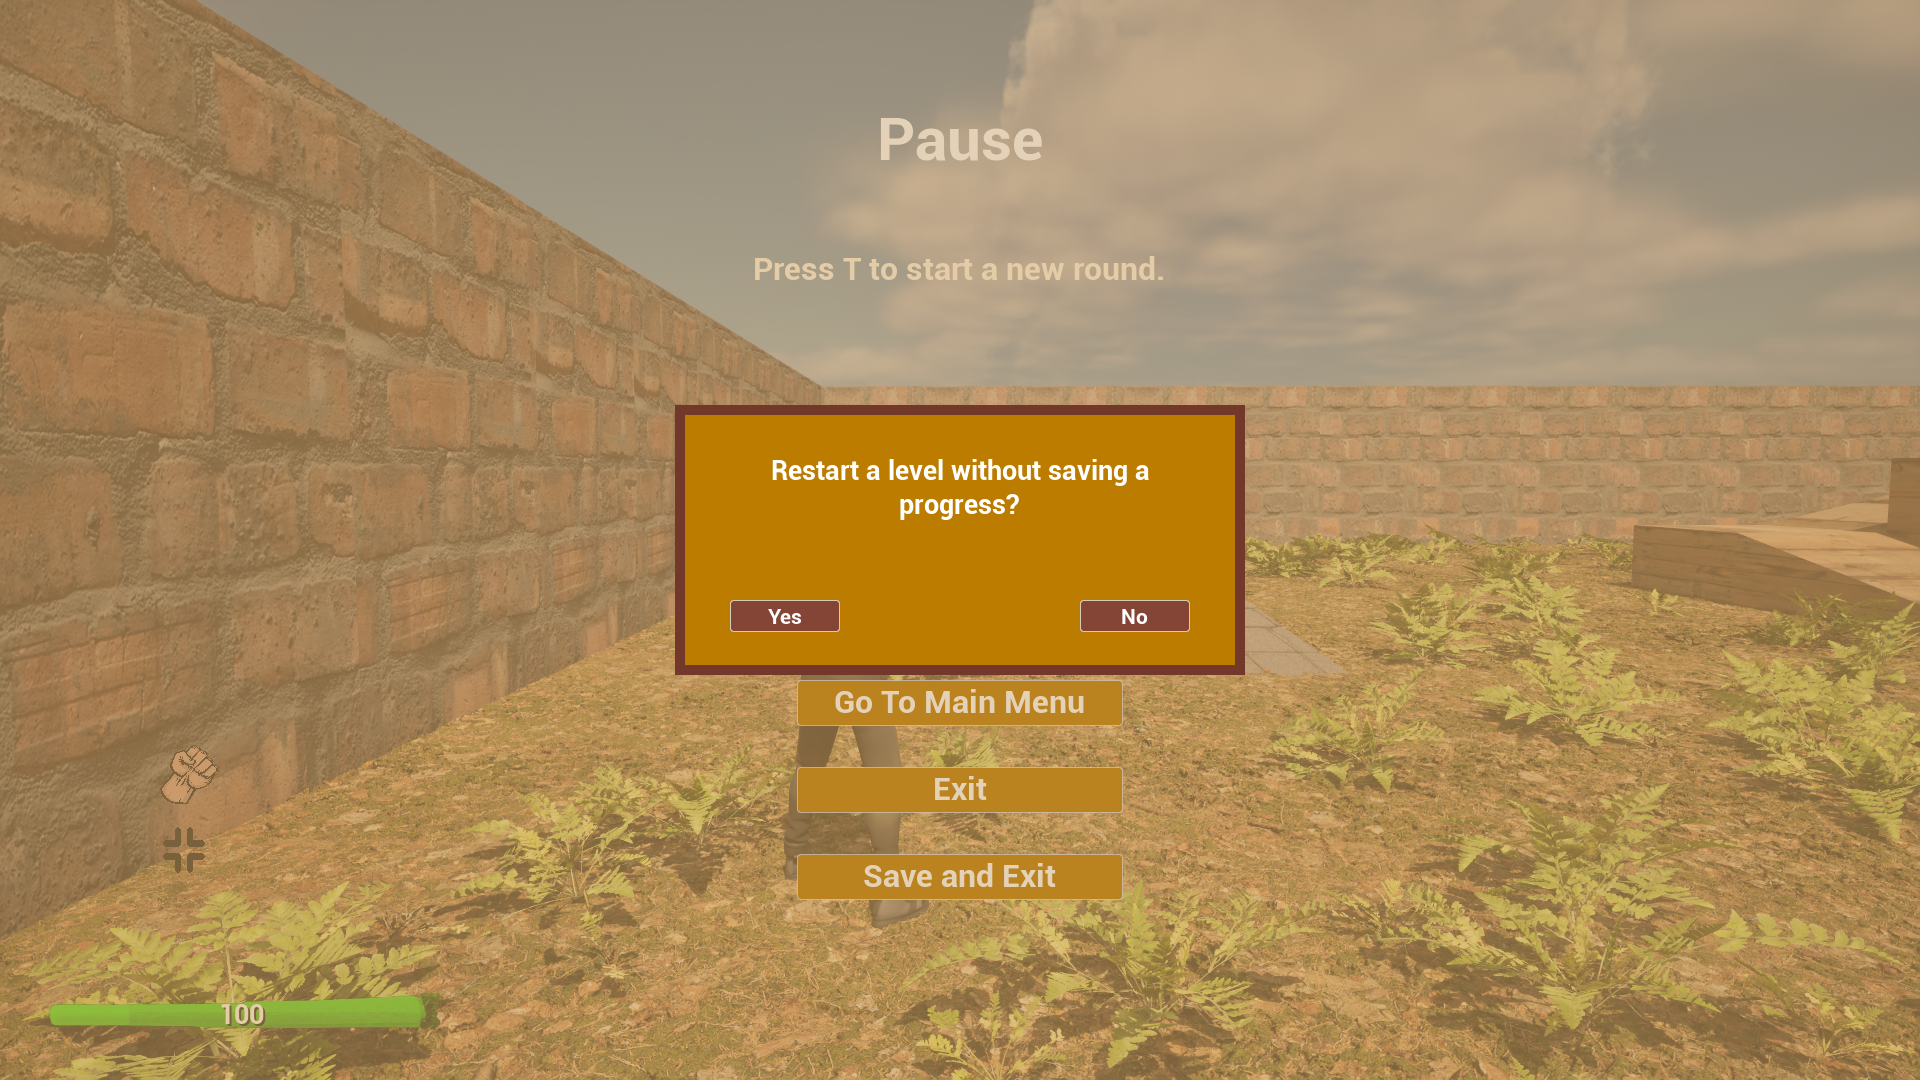 Pause
Press T to start a new round.
Restart a level without saving a
progress?
Yes
No
Go To Main Menu
Exit
Save and Exit
100